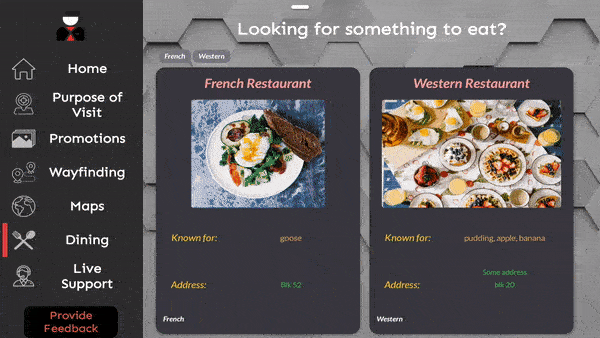 Looking for something to eat?
Home
Purpose of
Visit
Promotions
Wayfinding
Maps
Dining
Live
Support
Provide
Feedback
French Western
French Restaurant
Known for: goose
Address: Blk 52
French
Western Restaurant
Known for: pudding, apple, banana
Some address
Address: blk 20
Western